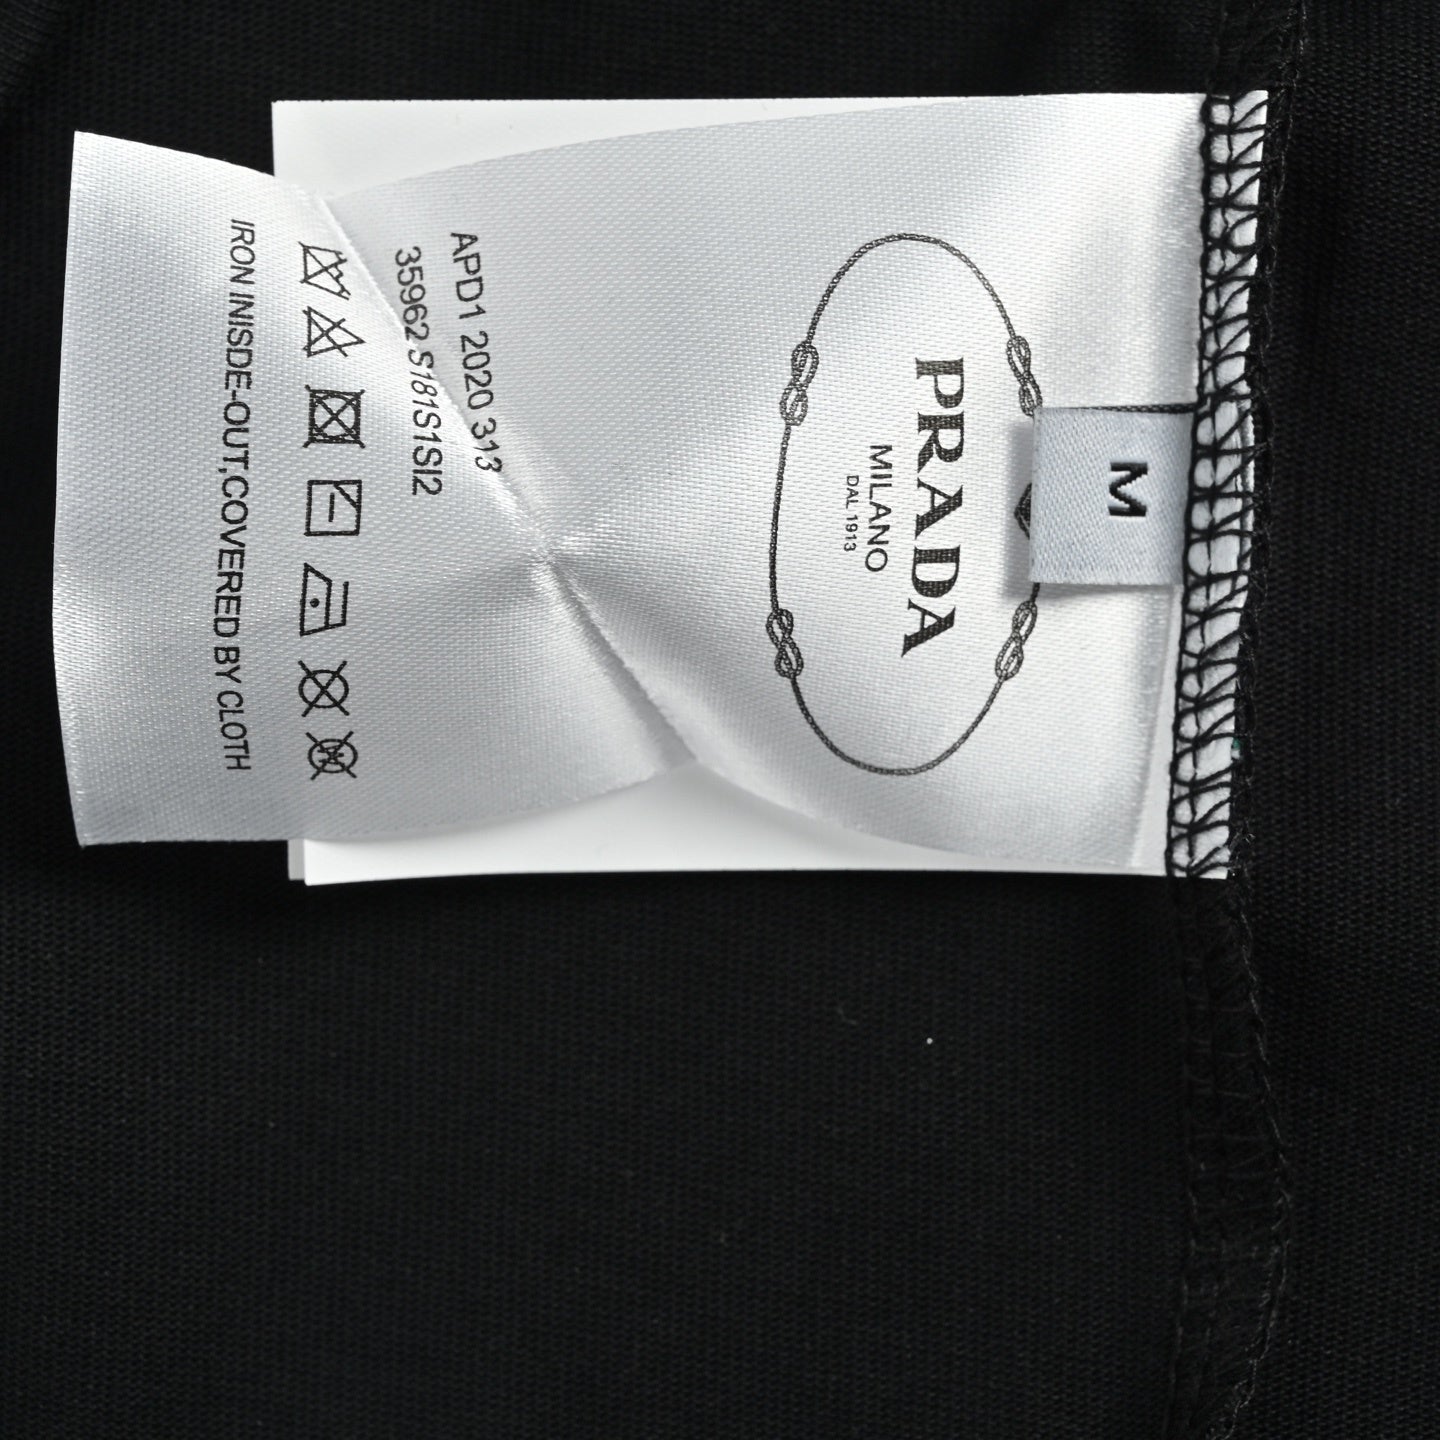 M
PRADA
MILANO
DAL 1913
APD1 2020 313
35962 S181S1SI2
IRON INISDE-OUT,COVERED BY CLOTH